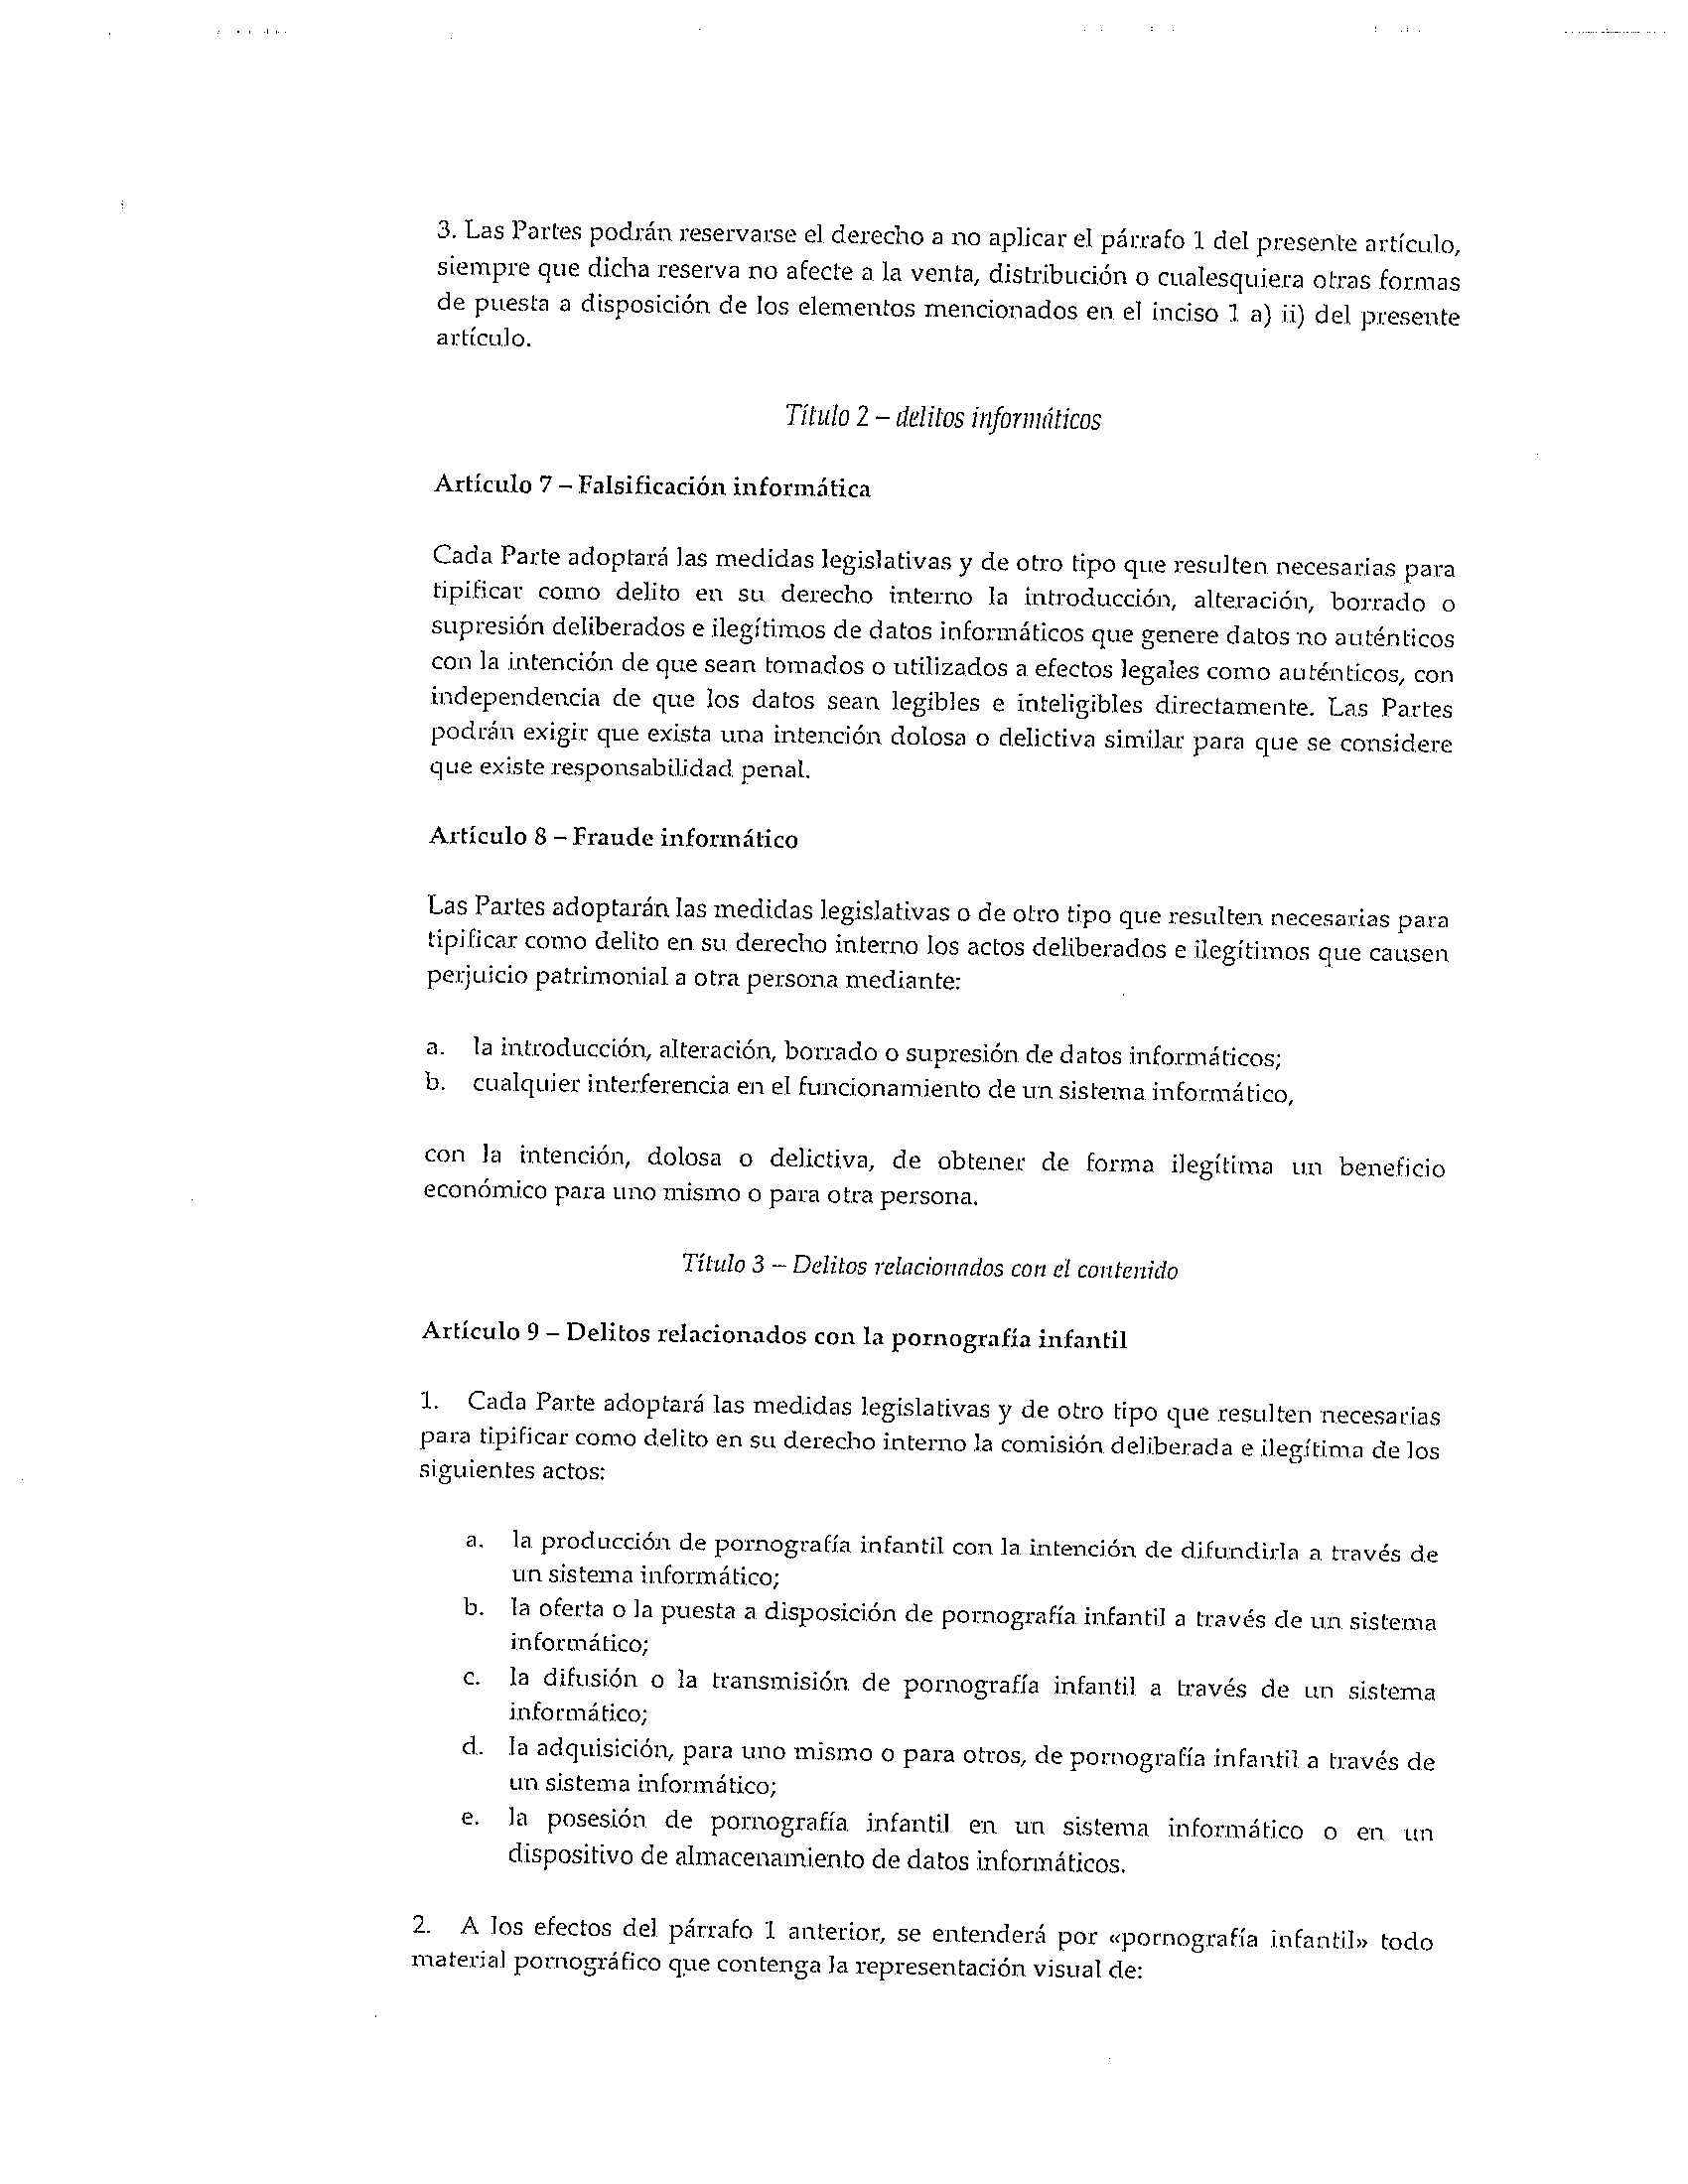 3. Las Partes podrán reservarse el derecho a no aplicar el párrafo 1 del presente artículo,
siempre que dicha reserva no afecte a la venta, distribución o cualesquiera otras formas
de puesta a disposición de los elementos mencionados en el inciso 1 a) ii) del presente
artículo.
Título 2 – delitos informáticos
Artículo 7 – Falsificación informática
Cada Parte adoptará las medidas legislativas y de otro tipo que resulten necesarias para
tipificar como delito en su derecho interno la introducción, alteración, borrado o
supresión deliberados e ilegítimos de datos informáticos que genere datos no auténticos
con la intención de que sean tomados o utilizados a efectos legales como auténticos, con
independencia de que los datos sean legibles e inteligibles directamente. Las Partes
podrán exigir que exista una intención dolosa o delictiva similar para que se considere
que existe responsabilidad penal.
Artículo 8 – Fraude informático
Las Partes adoptarán las medidas legislativas o de otro tipo que resulten necesarias para
tipificar como delito en su derecho interno los actos deliberados e ilegítimos que causen
perjuicio patrimonial a otra persona mediante:
a. la introducción, alteración, borrado o supresión de datos informáticos;
b. cualquier interferencia en el funcionamiento de un sistema informático,
con la intención, dolosa o delictiva, de obtener de forma ilegítima un beneficio
económico para uno mismo o para otra persona.
Título 3 – Delitos relacionados con el contenido
Artículo 9 – Delitos relacionados con la pornografía infantil
1. Cada Parte adoptará las medidas legislativas y de otro tipo que resulten necesarias
para tipificar como delito en su derecho interno la comisión deliberada e ilegítima de los
siguientes actos:
a. la producción de pornografía infantil con la intención de difundirla a través de
un sistema informático;
b. la oferta o la puesta a disposición de pornografía infantil a través de un sistema
informático;
c. la difusión o la transmisión de pornografía infantil a través de un sistema
informático;
d. la adquisición, para uno mismo o para otros, de pornografía infantil a través de
un sistema informático;
e. la posesión de pornografía infantil en un sistema informático o en un
dispositivo de almacenamiento de datos informáticos.
2. A los efectos del párrafo 1 anterior, se entenderá por «pornografía infantil» todo
material pornográfico que contenga la representación visual de: